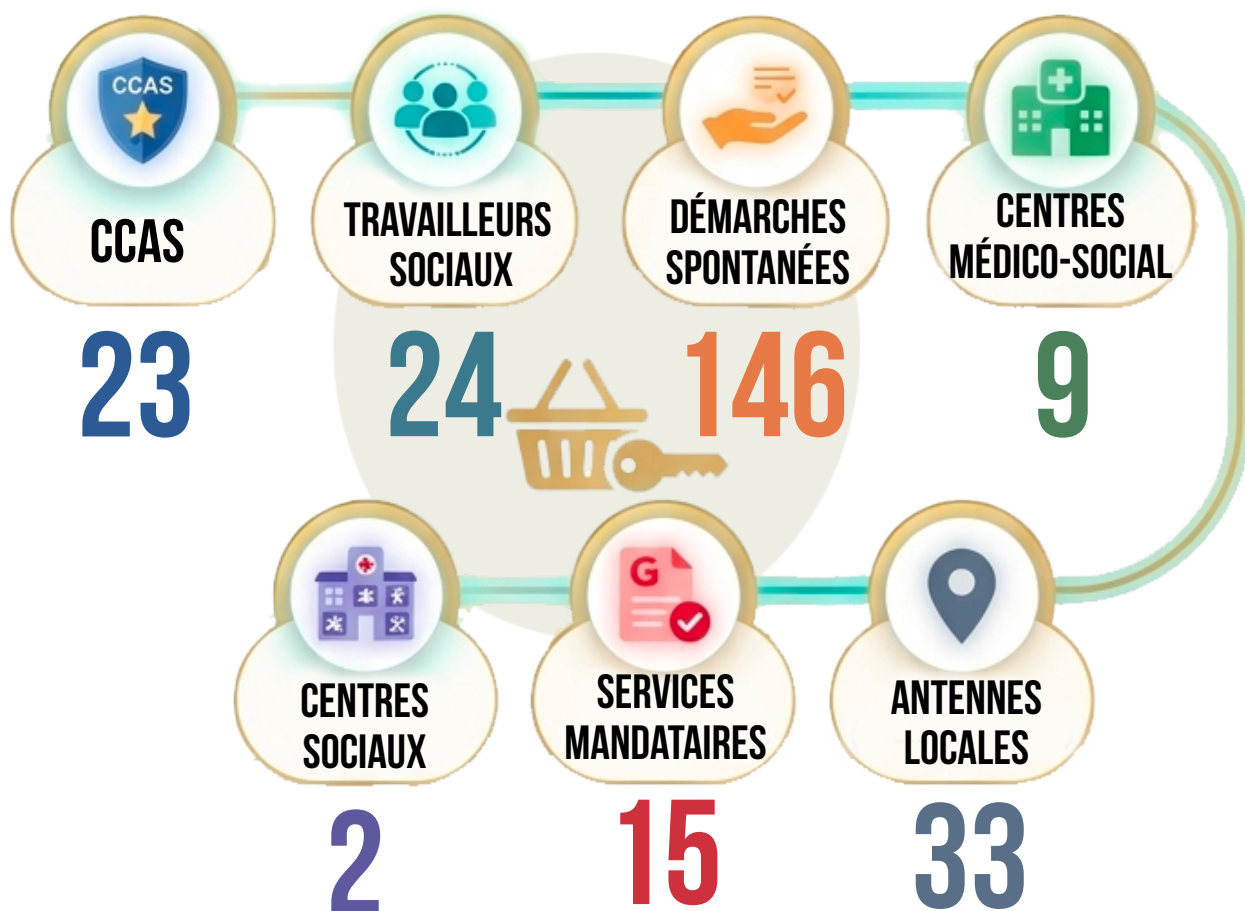 CCAS
CCAS
23
TRAVAILLEURS
SOCIAUX
24
DÉMARCHES
SPONTANÉES
146
CENTRES
MÉDICO-SOCIAL
9
CENTRES
SOCIAUX
2
G
SERVICES
MANDATAIRES
15
ANTENNES
LOCALES
33